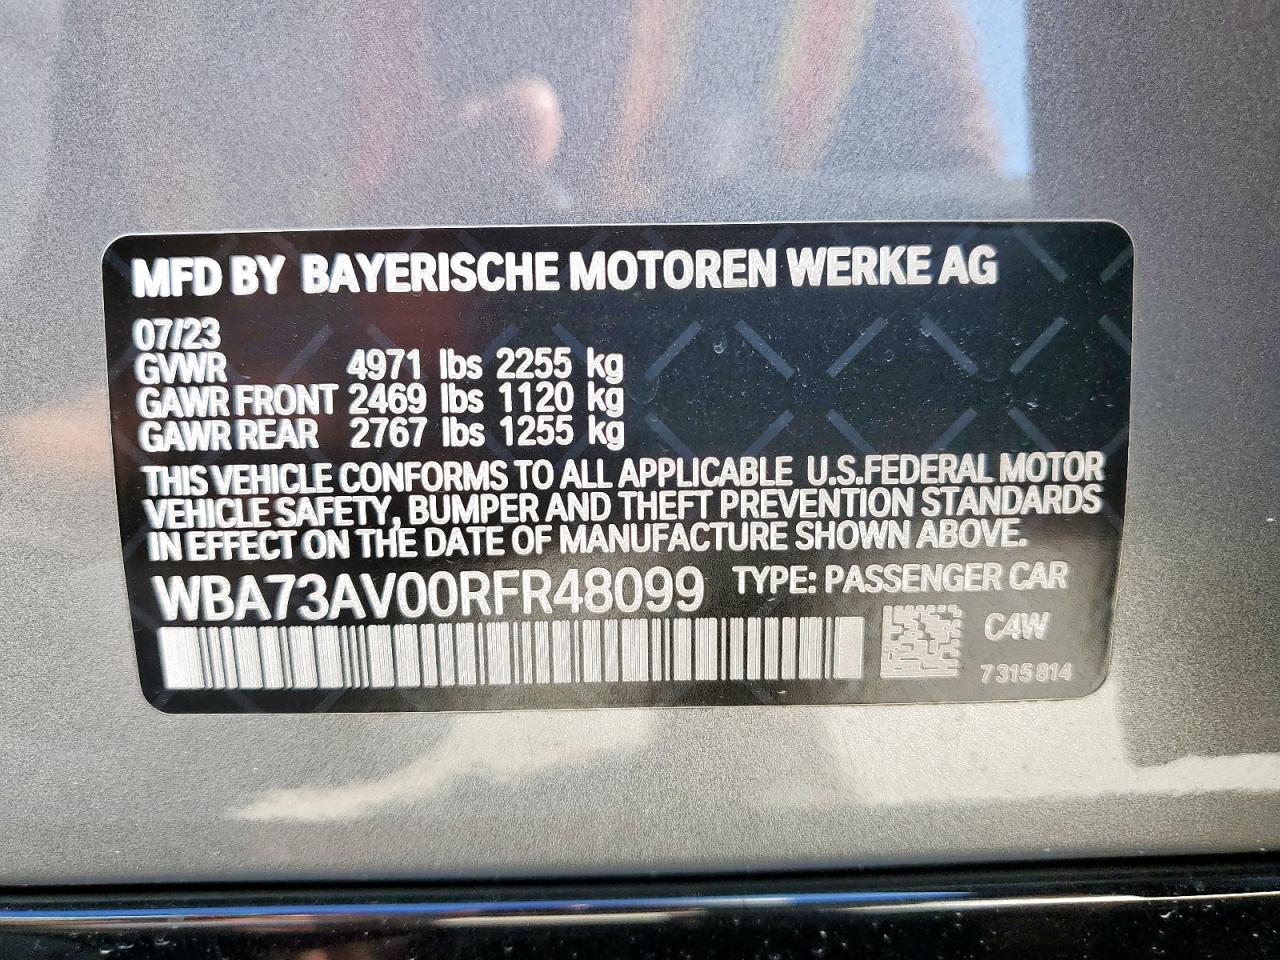 MFD BY BAYERISCHE MOTOREN WERKE AG
07/23
GVWR 4971 lbs 2255 kg
GAWR FRONT 2469 lbs 1120 kg
GAWR REAR 2767 lbs 1255 kg
THIS VEHICLE CONFORMS TO ALL APPLICABLE U.S.FEDERAL MOTOR
VEHICLE SAFETY, BUMPER AND THEFT PREVENTION STANDARDS
IN EFFECT ON THE DATE OF MANUFACTURE SHOWN ABOVE.
WBA73AV00RFR48099 TYPE: PASSENGER CAR
C4W
7 315 814